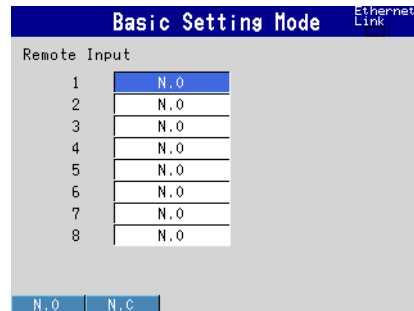 Basic Setting Mode
Ethernet
Link
Remote Input
1 N.O
2 N.O
3 N.O
4 N.O
5 N.O
6 N.O
7 N.O
8 N.O
N.O N.C